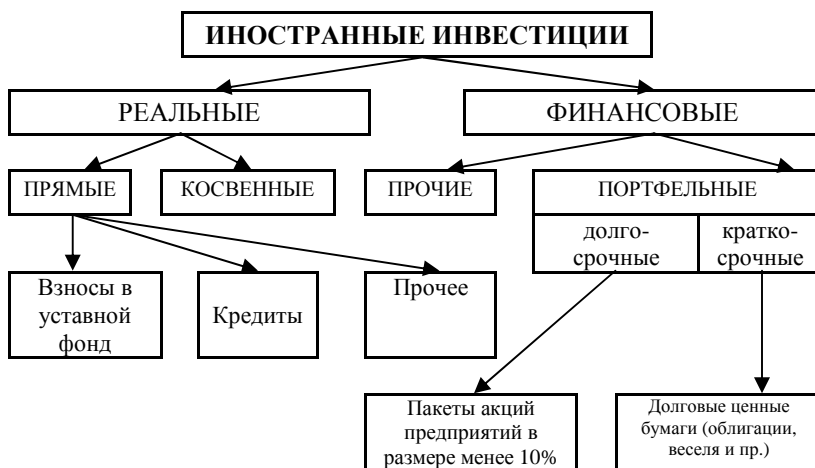 ИНОСТРАННЫЕ ИНВЕСТИЦИИ
РЕАЛЬНЫЕ
ФИНАНСОВЫЕ
ПРЯМЫЕ
КОСВЕННЫЕ
ПРОЧИЕ
ПОРТФЕЛЬНЫЕ
долго-
срочные
кратко-
срочные
Взносы в
уставной
фонд
Кредиты
Прочее
Пакеты акций
предприятий в
размере менее 10%
Долговые ценные
бумаги (облигации,
веселя и пр.)